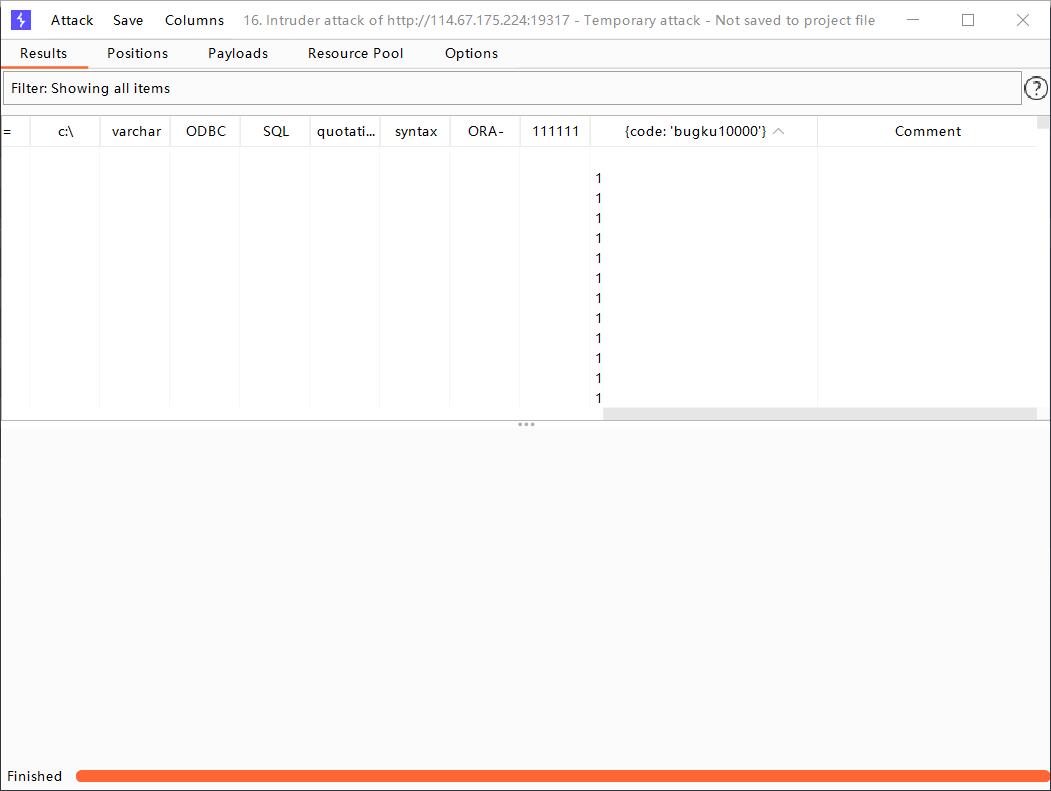 Attack Save Columns 16. Intruder attack of http://114.67.175.224:19317 - Temporary attack - Not saved to project file
Results Positions Payloads Resource Pool Options
Filter: Showing all items
?
= c:\ varchar ODBC SQL quotati... syntax ORA- 111111 {code: 'bugku10000'} Comment
1
1
1
1
1
1
1
1
1
1
1
1
Finished